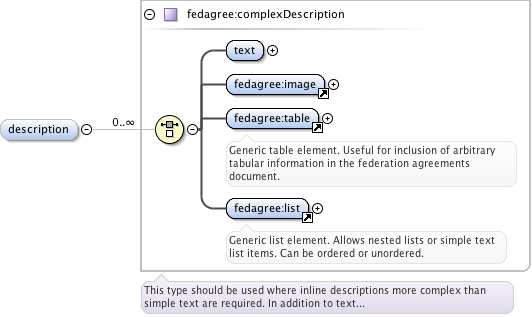 fedagree:complexDescription
text
fedagree:image
description
0..∞
fedagree:table
Generic table element. Useful for inclusion of arbitrary
tabular information in the federation agreements
document.
fedagree:list
Generic list element. Allows nested lists or simple text
list items. Can be ordered or unordered.
This type should be used where inline descriptions more complex than
simple text are required. In addition to text...